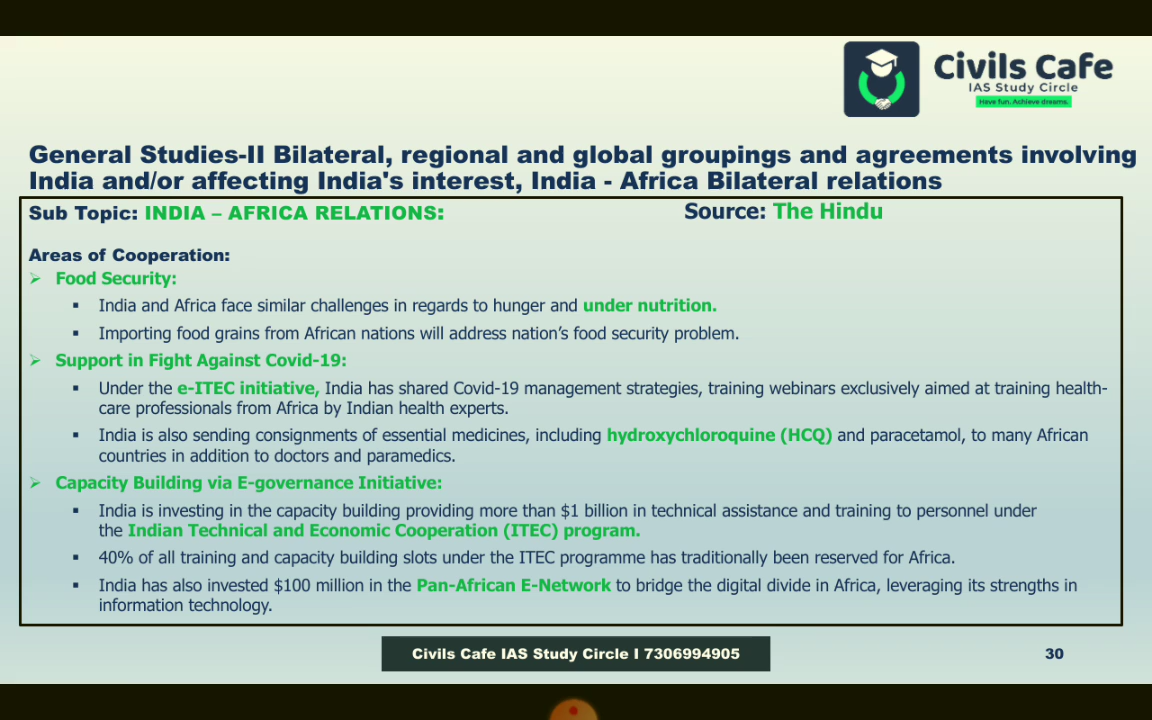 Civils Cafe
IAS Study Circle
Have fun. Achieve dreams.
General Studies-II Bilateral, regional and global groupings and agreements involving
India and/or affecting India's interest, India - Africa Bilateral relations
Sub Topic: INDIA – AFRICA RELATIONS: Source: The Hindu
Areas of Cooperation:
➢ Food Security:
▪ India and Africa face similar challenges in regards to hunger and under nutrition.
▪ Importing food grains from African nations will address nation’s food security problem.
➢ Support in Fight Against Covid-19:
▪ Under the e-ITEC initiative, India has shared Covid-19 management strategies, training webinars exclusively aimed at training health-
care professionals from Africa by Indian health experts.
▪ India is also sending consignments of essential medicines, including hydroxychloroquine (HCQ) and paracetamol, to many African
countries in addition to doctors and paramedics.
➢ Capacity Building via E-governance Initiative:
▪ India is investing in the capacity building providing more than $1 billion in technical assistance and training to personnel under
the Indian Technical and Economic Cooperation (ITEC) program.
▪ 40% of all training and capacity building slots under the ITEC programme has traditionally been reserved for Africa.
▪ India has also invested $100 million in the Pan-African E-Network to bridge the digital divide in Africa, leveraging its strengths in
information technology.
Civils Cafe IAS Study Circle I 7306994905
30